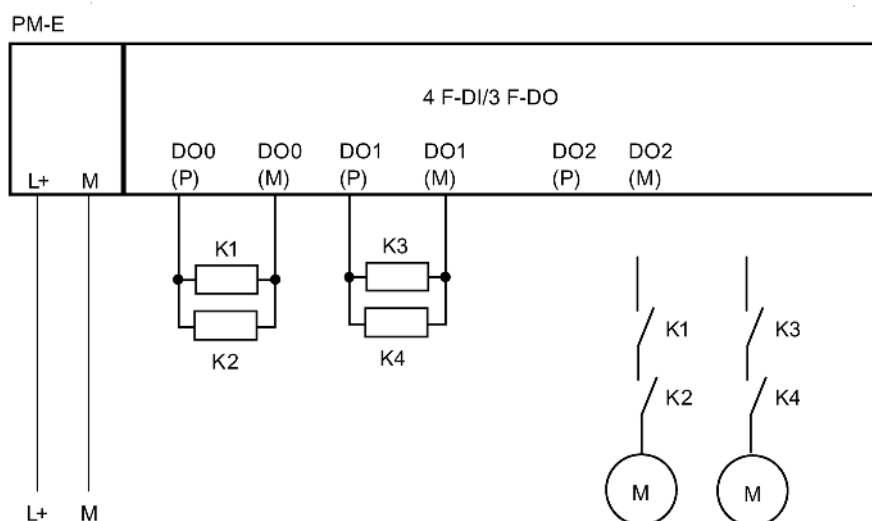 PM-E
4 F-DI/3 F-DO
DO0 DO0 DO1 DO1 DO2 DO2
L+ M (P) (M) (P) (M) (P) (M)
K1 K3
K2 K4
K1 K3
K2 K4
M M
L+ M